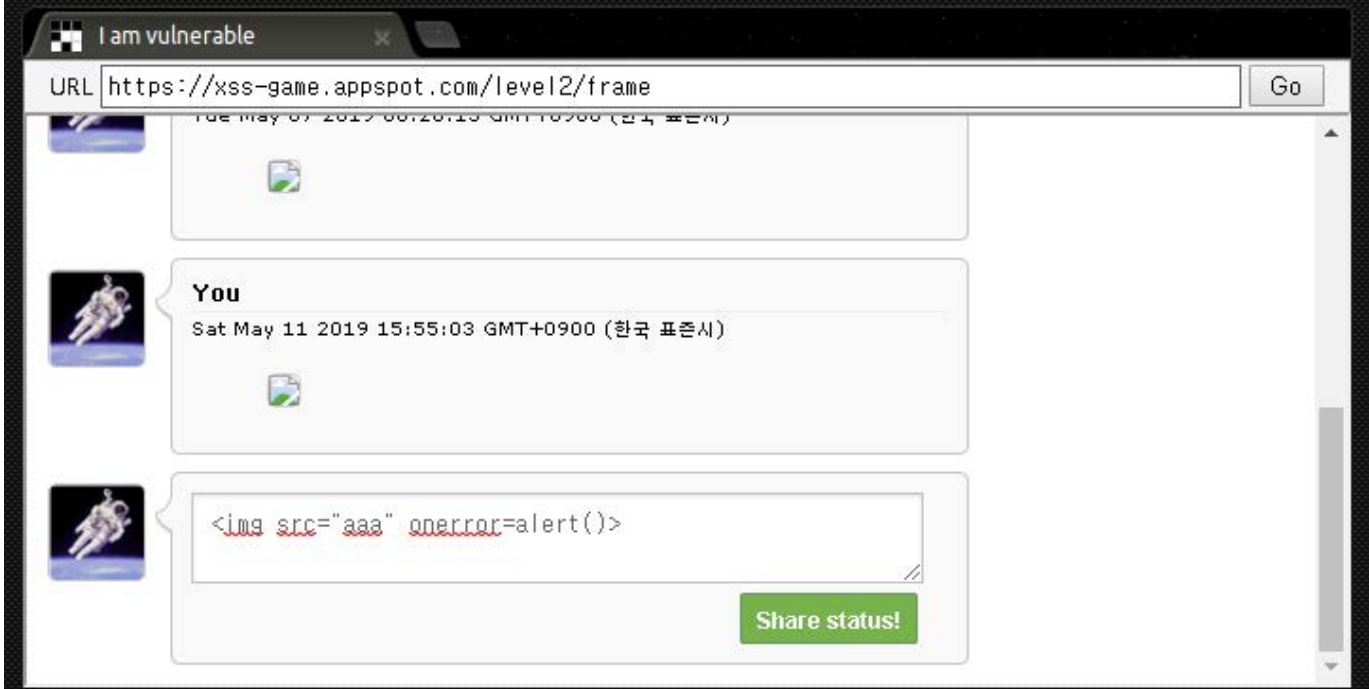 I am vulnerable
URL https://xss-game.appspot.com/level2/frame Go
You
Sat May 11 2019 15:55:03 GMT+0900 (한국 표준시)
<img src="aaa" onerror=alert()>
Share status!